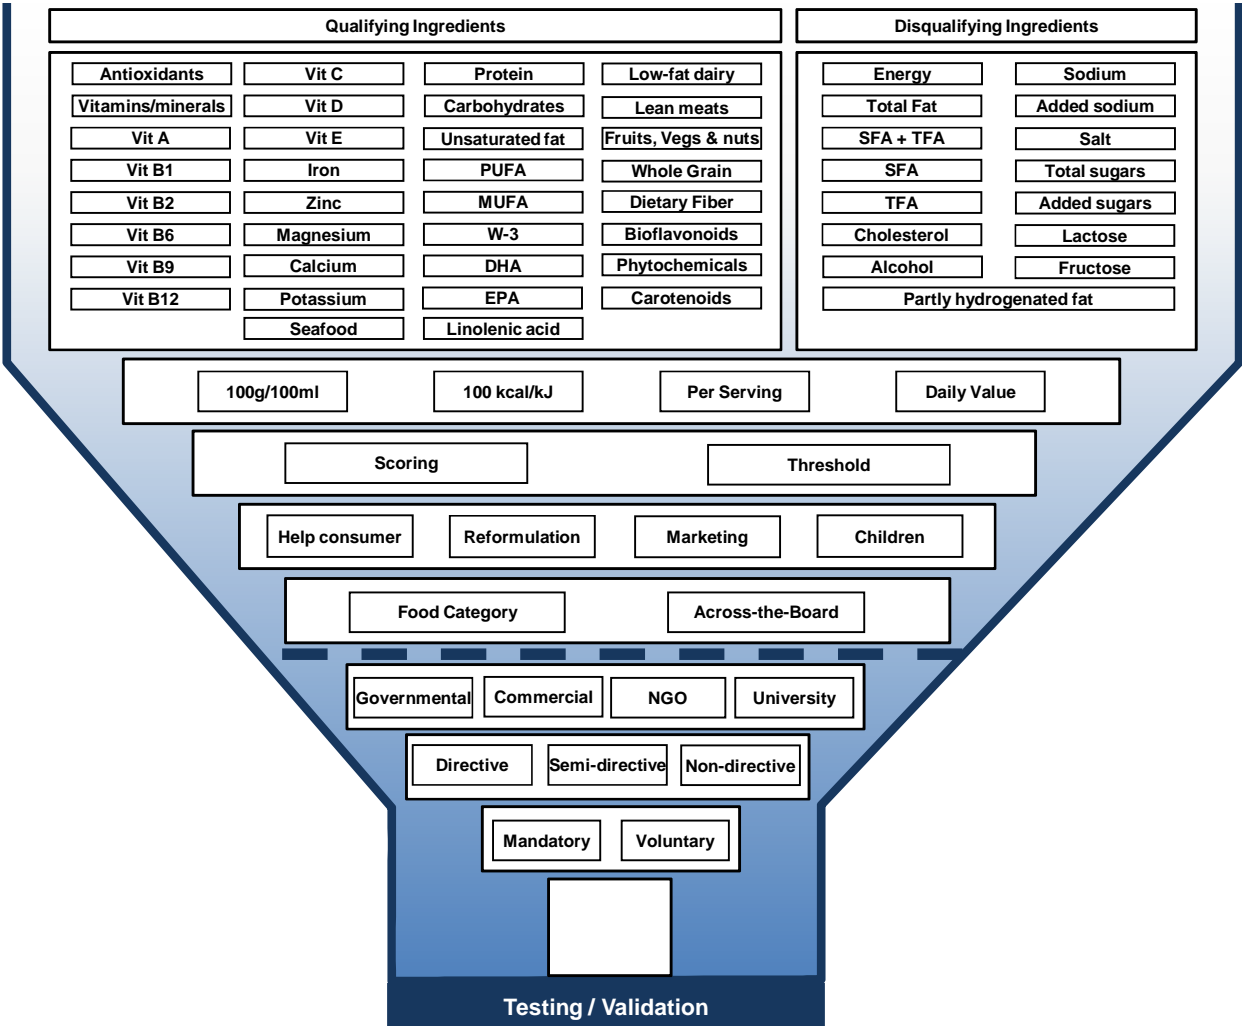 Qualifying Ingredients
Disqualifying Ingredients
Antioxidants
Vit C
Protein
Low-fat dairy
Energy
Sodium
Vitamins/minerals
Vit D
Carbohydrates
Lean meats
Total Fat
Added sodium
Vit A
Vit E
Unsaturated fat
Fruits, Vegs & nuts
SFA + TFA
Salt
Vit B1
Iron
PUFA
Whole Grain
SFA
Total sugars
Vit B2
Zinc
MUFA
Dietary Fiber
TFA
Added sugars
Vit B6
Magnesium
W-3
Bioflavonoids
Cholesterol
Lactose
Vit B9
Calcium
DHA
Phytochemicals
Alcohol
Fructose
Vit B12
Potassium
EPA
Carotenoids
Partly hydrogenated fat
Seafood
Linolenic acid
100g/100ml
100 kcal/kJ
Per Serving
Daily Value
Scoring
Threshold
Help consumer
Reformulation
Marketing
Children
Food Category
Across-the-Board
Governmental
Commercial
NGO
University
Directive
Semi-directive
Non-directive
Mandatory
Voluntary
Testing / Validation